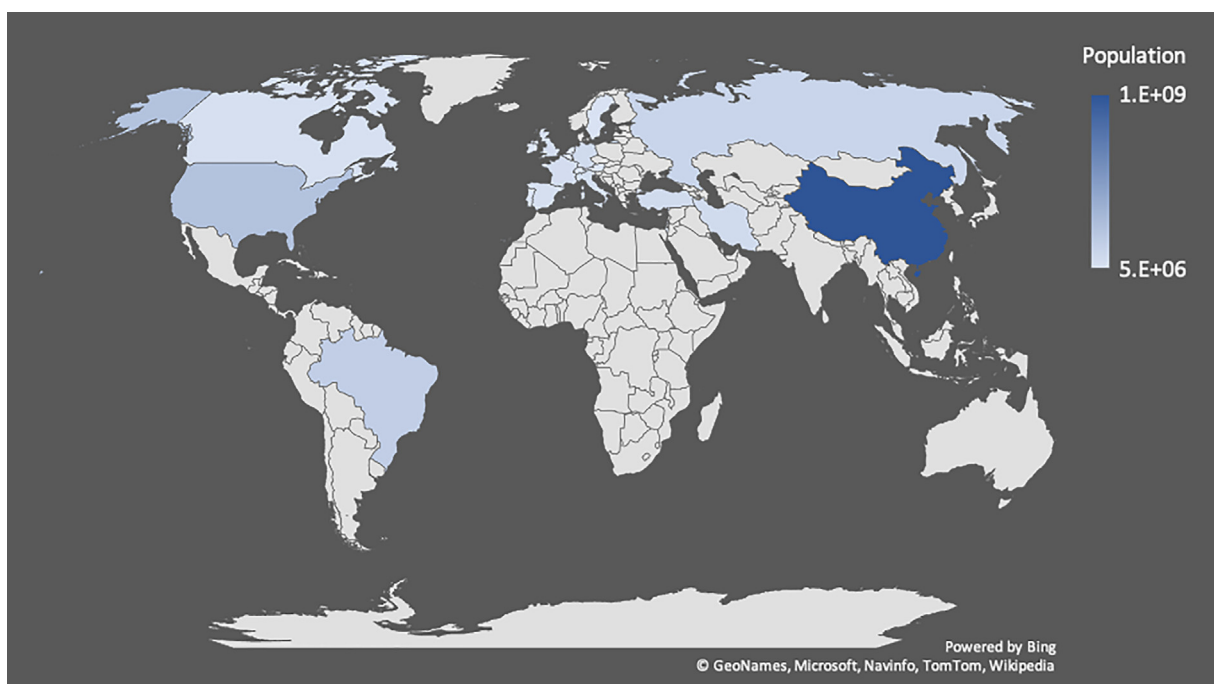 Population
1.E+09
5.E+06
Powered by Bing
© GeoNames, Microsoft, Navinfo, TomTom, Wikipedia